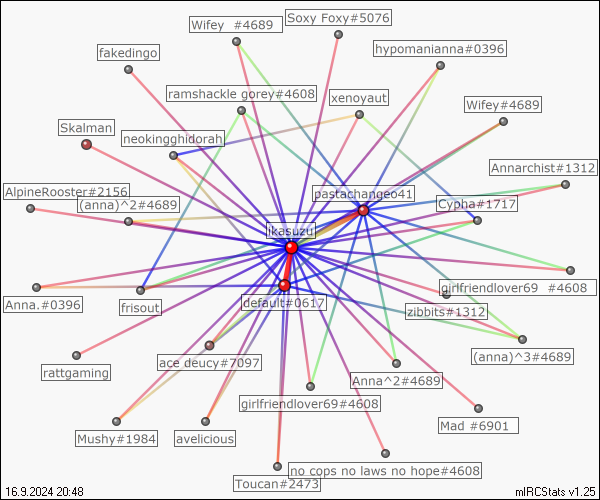 Soxy Foxy#5076
Wifey  #4689
hypomanianna#0396
fakedingo
ramshackle gorey#4608
xenoyaut
Wifey#4689
Skalman
neokingghidorah
Annarchist#1312
AlpineRooster#2156
pastachangeo41
(anna)^2#4689
Cypha#1717
ikasuzu
girlfriendlover69  #4608
Anna.#0396
frisout
default#0617
zibbits#1312
(anna)^3#4689
ace deucy#7097
rattgaming
Anna^2#4689
girlfriendlover69#4608
Mad #6901
Mushy#1984
avelicious
no cops no laws no hope#4608
Toucan#2473
16.9.2024 20:48
mIRCStats v1.25